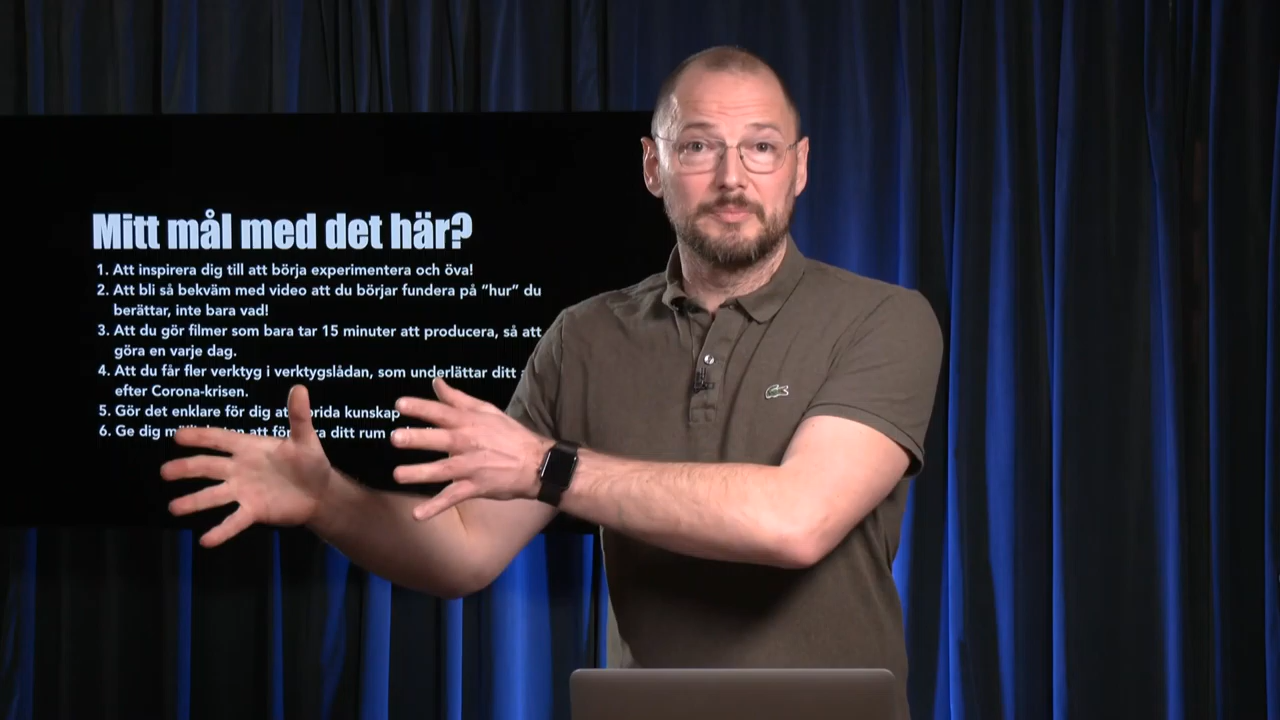 Mitt mål med det här?
1. Att inspirera dig till att börja experimentera och öva!
2. Att bli så bekväm med video att du börjar fundera på ”hur” du
berättar, inte bara vad!
3. Att du gör filmer som bara tar 15 minuter att producera, så att
göra en varje dag.
4. Att du får fler verktyg i verktygslådan, som underlättar ditt
efter Corona-krisen.
5. Gör det enklare för dig kunskap
6. Ge dig att ditt rum